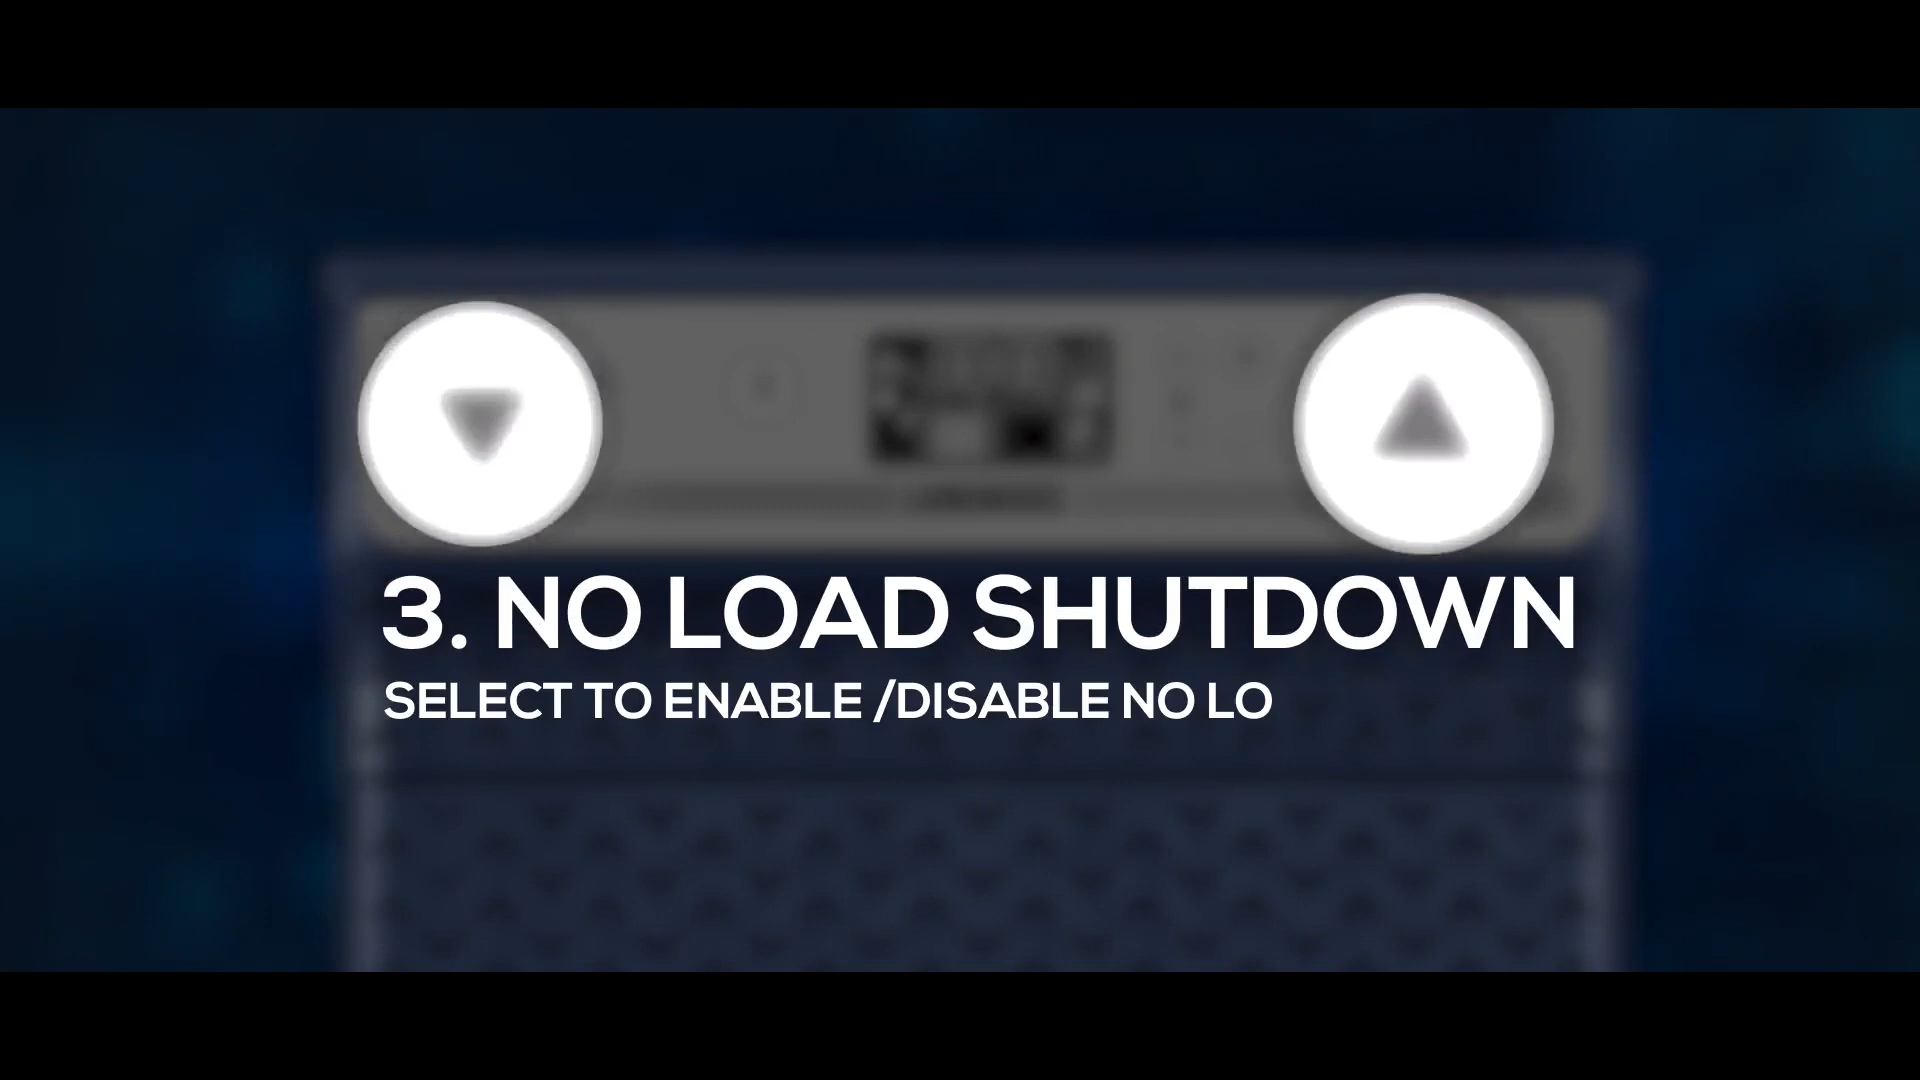 3. NO LOAD SHUTDOWN
SELECT TO ENABLE /DISABLE NO LO